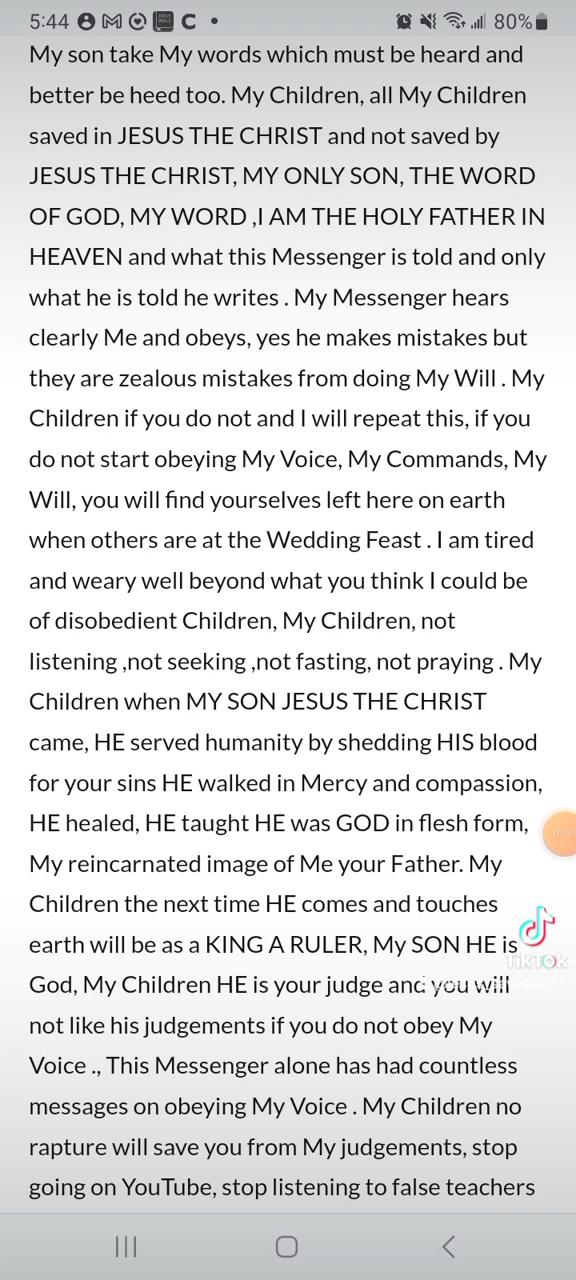 5:44
80%
My son take My words which must be heard and
better be heed too. My Children, all My Children
saved in JESUS THE CHRIST and not saved by
JESUS THE CHRIST, MY ONLY SON, THE WORD
OF GOD, MY WORD ,I AM THE HOLY FATHER IN
HEAVEN and what this Messenger is told and only
what he is told he writes . My Messenger hears
clearly Me and obeys, yes he makes mistakes but
they are zealous mistakes from doing My Will . My
Children if you do not and I will repeat this, if you
do not start obeying My Voice, My Commands, My
Will, you will find yourselves left here on earth
when others are at the Wedding Feast . I am tired
and weary well beyond what you think I could be
of disobedient Children, My Children, not
listening ,not seeking ,not fasting, not praying . My
Children when MY SON JESUS THE CHRIST
came, HE served humanity by shedding HIS blood
for your sins HE walked in Mercy and compassion,
HE healed, HE taught HE was GOD in flesh form,
My reincarnated image of Me your Father. My
Children the next time HE comes and touches
earth will be as a KING A RULER, My SON HE is
TikTok
God, My Children HE is your judge and you will
not like his judgements if you do not obey My
Voice ., This Messenger alone has had countless
messages on obeying My Voice . My Children no
rapture will save you from My judgements, stop
going on YouTube, stop listening to false teachers